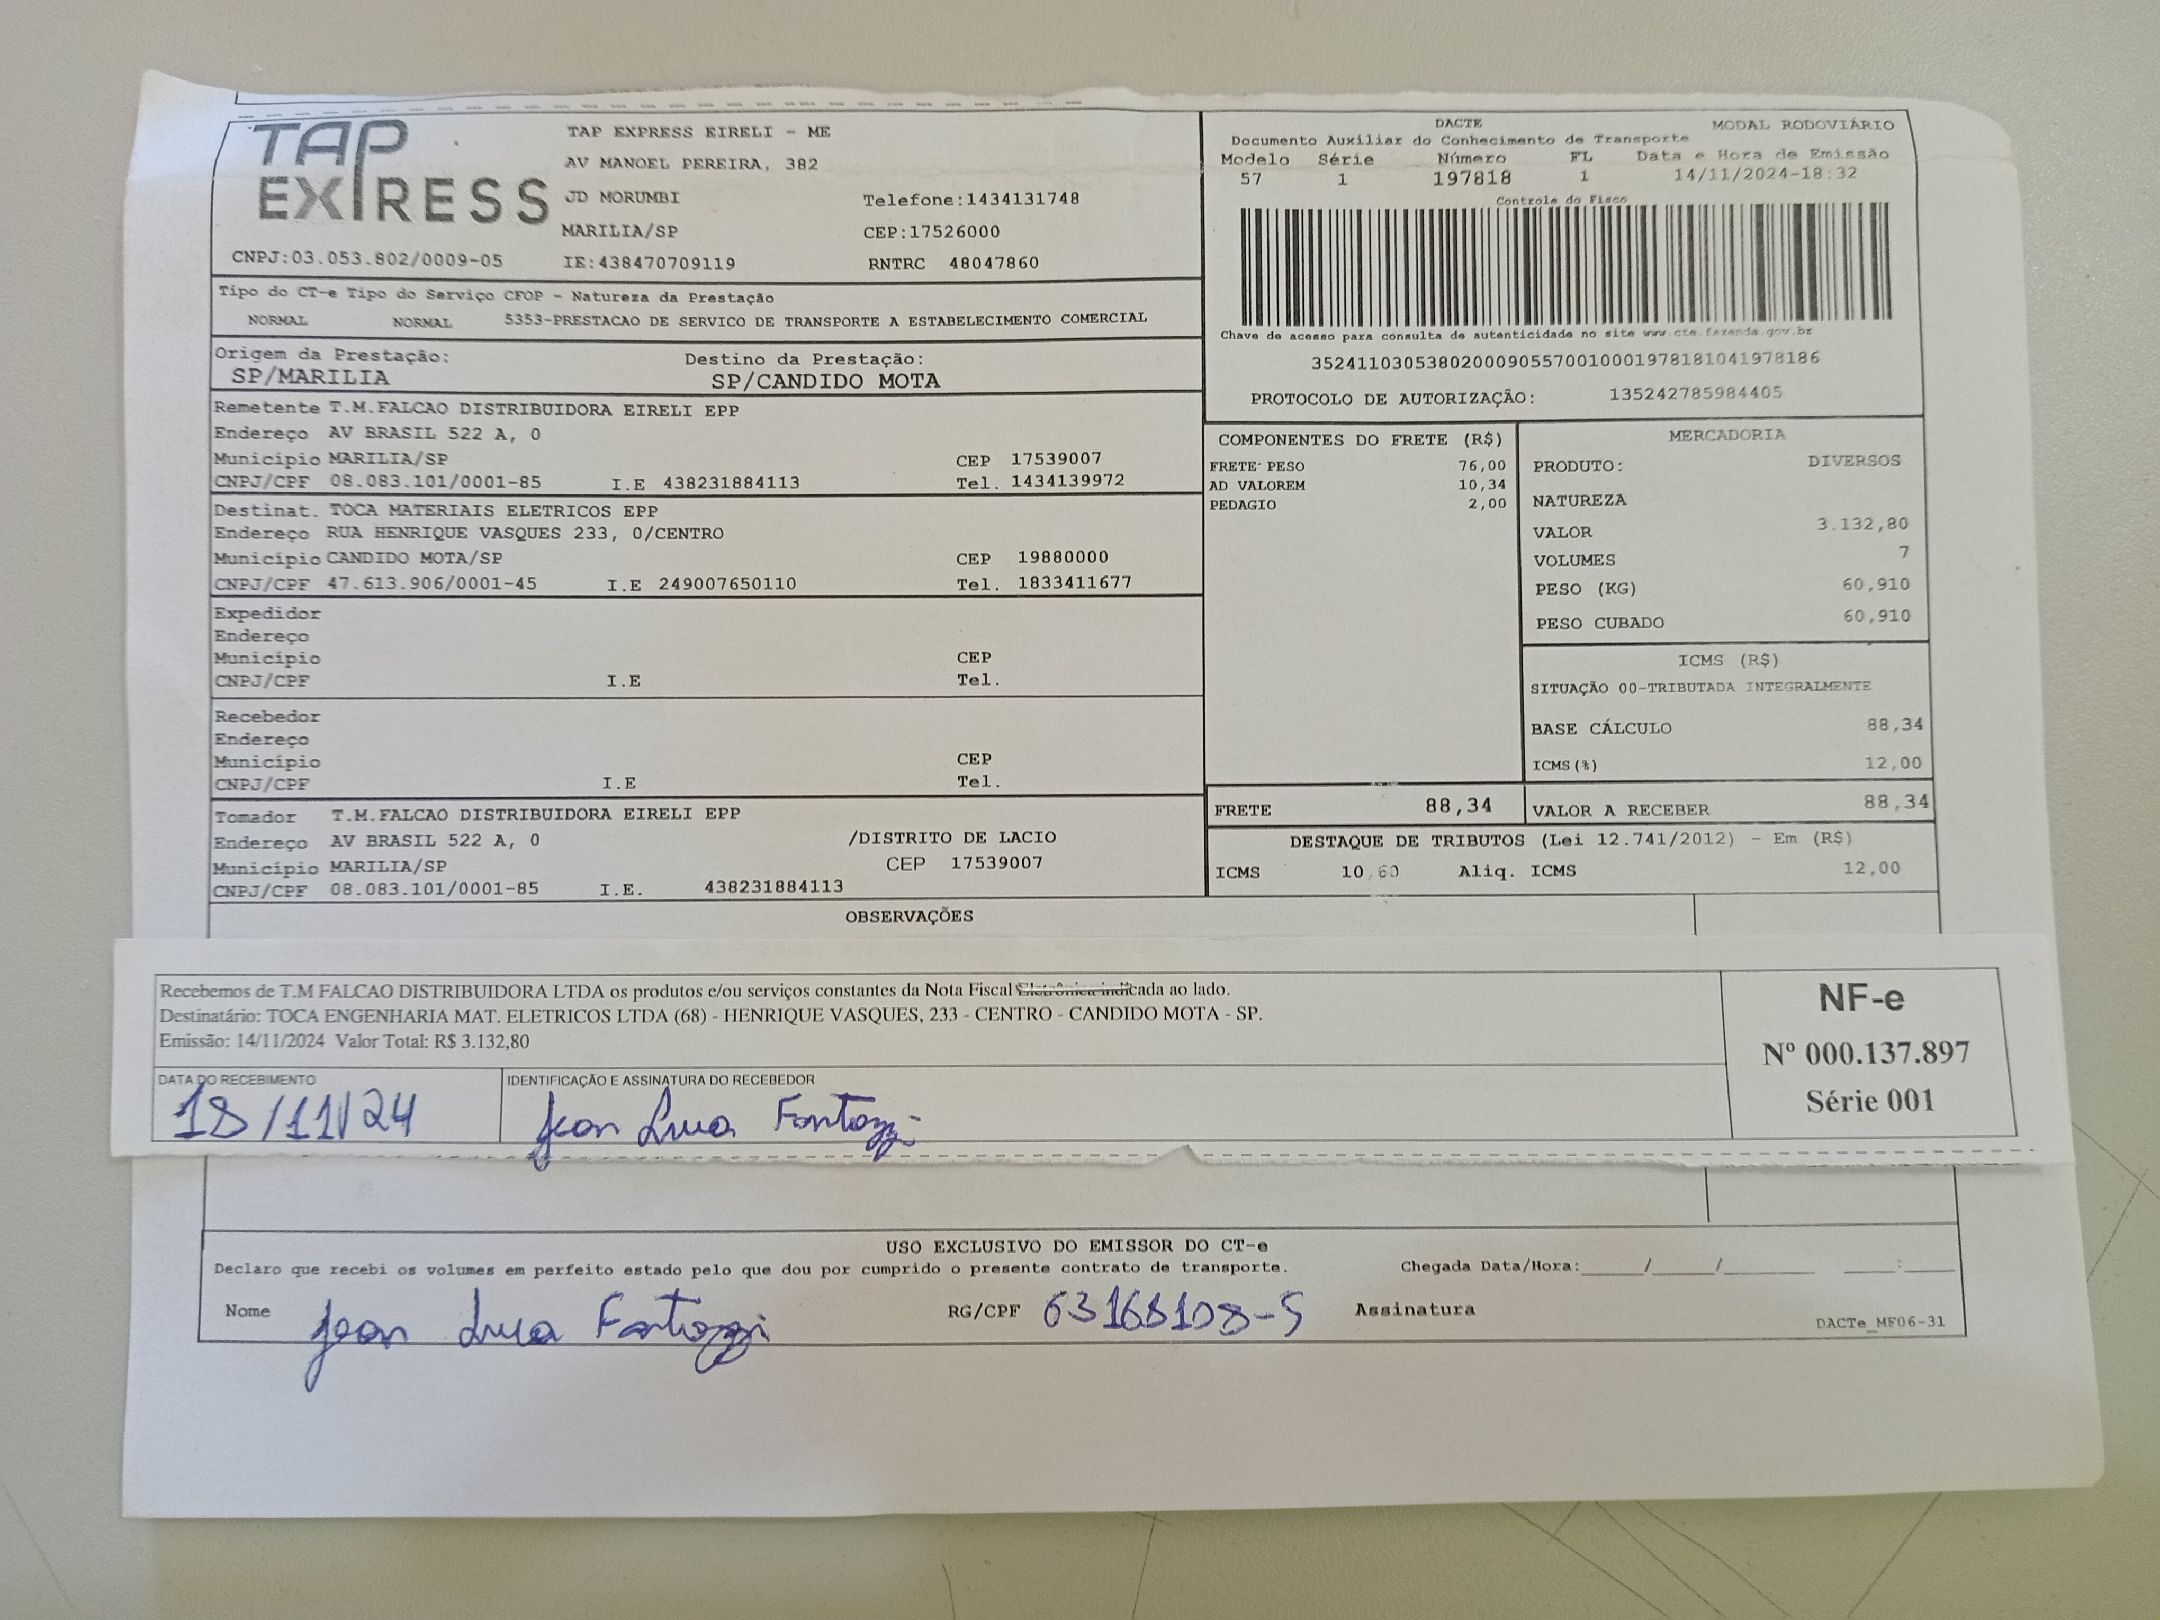 TAP
EXPRESS
TAP EXPRESS EIRELI - ME
AV MANOEL PEREIRA, 382
JD MORUMBI Telefone:1434131748
MARILIA/SP CEP:17526000
CNPJ:03.053.802/0009-05 IE:438470709119 RNTRC 48047860
DACTE MODAL RODOVIÁRIO
Documento Auxiliar do Conhecimento de Transporte
Modelo Série Número FL Data e Hora de Emissão
57 1 197818 1 14/11/2024-18:32
Controle do Fisco
Chave de acesso para consulta de autenticidade no site www.cte.fazenda.gov.br
35241103053802000905570010001978181041978186
PROTOCOLO DE AUTORIZAÇÃO: 135242785984405
Tipo do CT-e Tipo do Serviço CFOP - Natureza da Prestação
NORMAL NORMAL 5353-PRESTACAO DE SERVICO DE TRANSPORTE A ESTABELECIMENTO COMERCIAL
Origem da Prestação: Destino da Prestação:
SP/MARILIA SP/CANDIDO MOTA
Remetente T.M.FALCAO DISTRIBUIDORA EIRELI EPP
Endereço AV BRASIL 522 A, 0
Município MARILIA/SP CEP 17539007
CNPJ/CPF 08.083.101/0001-85 I.E 438231884113 Tel. 1434139972
Destinat. TOCA MATERIAIS ELETRICOS EPP
Endereço RUA HENRIQUE VASQUES 233, 0/CENTRO
Município CANDIDO MOTA/SP CEP 19880000
CNPJ/CPF 47.613.906/0001-45 I.E 249007650110 Tel. 1833411677
Expedidor
Endereço
Município CEP
CNPJ/CPF I.E Tel.
Recebedor
Endereço
Município CEP
CNPJ/CPF I.E Tel.
Tomador T.M.FALCAO DISTRIBUIDORA EIRELI EPP
Endereço AV BRASIL 522 A, 0 /DISTRITO DE LACIO
Município MARILIA/SP CEP 17539007
CNPJ/CPF 08.083.101/0001-85 I.E. 438231884113
COMPONENTES DO FRETE (R$)
FRETE-PESO 76,00
AD VALOREM 10,34
PEDAGIO 2,00
MERCADORIA
PRODUTO: DIVERSOS
NATUREZA
VALOR 3.132,80
VOLUMES 7
PESO (KG) 60,910
PESO CUBADO 60,910
ICMS (R$)
SITUAÇÃO 00-TRIBUTADA INTEGRALMENTE
BASE CÁLCULO 88,34
ICMS(%) 12,00
FRETE 88,34 VALOR A RECEBER 88,34
DESTAQUE DE TRIBUTOS (Lei 12.741/2012) - Em (R$)
ICMS 10,60 Aliq. ICMS 12,00
OBSERVAÇÕES
Recebemos de T.M FALCAO DISTRIBUIDORA LTDA os produtos e/ou serviços constantes da Nota Fiscal Eletrônica indicada ao lado.
Destinatário: TOCA ENGENHARIA MAT. ELETRICOS LTDA (68) - HENRIQUE VASQUES, 233 - CENTRO - CANDIDO MOTA - SP.
Emissão: 14/11/2024 Valor Total: R$ 3.132,80
DATA DO RECEBIMENTO IDENTIFICAÇÃO E ASSINATURA DO RECEBEDOR
18/11/24 Jean Luca Fantozzi
NF-e
Nº 000.137.897
Série 001
USO EXCLUSIVO DO EMISSOR DO CT-e
Declaro que recebi os volumes em perfeito estado pelo que dou por cumprido o presente contrato de transporte. Chegada Data/Hora:____/____/______ ____:____
Nome Jean Luca Fantozzi RG/CPF 63168108-5 Assinatura
DACTe_MF06-31